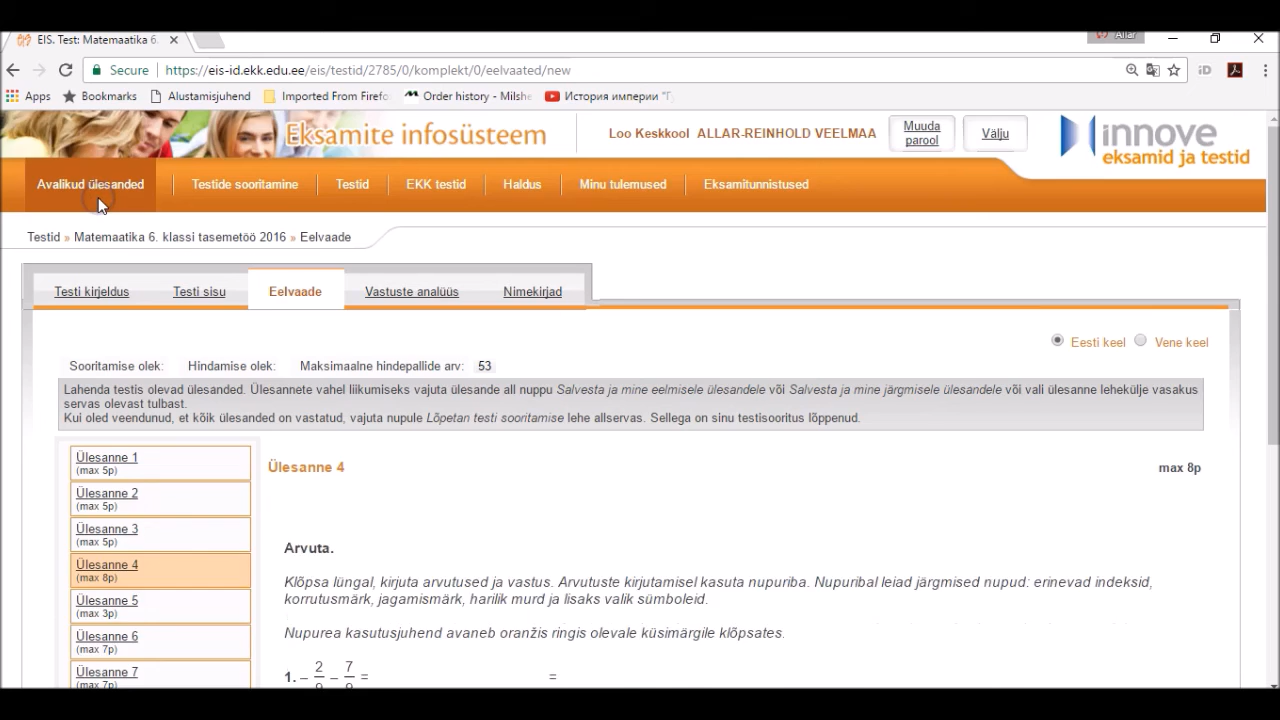 EIS. Test: Matemaatika 6.
Allar
Secure https://eis-id.ekk.edu.ee/eis/testid/2785/0/komplekt/0/eelvaated/new
Apps Bookmarks Alustamisjuhend Imported From Firefo Order history - Milshe История империи "Г
Eksamite infosüsteem
Loo Keskkool ALLAR-REINHOLD VEELMAA
Muuda
parool
Välju
innove
eksamid ja testid
Avalikud ülesanded Testide sooritamine Testid EKK testid Haldus Minu tulemused Eksamitunnistused
Testid » Matemaatika 6. klassi tasemetöö 2016 » Eelvaade
Testi kirjeldus Testi sisu Eelvaade Vastuste analüüs Nimekirjad
Eesti keel Vene keel
Sooritamise olek: Hindamise olek: Maksimaalne hindepallide arv: 53
Lahenda testis olevad ülesanded. Ülesannete vahel liikumiseks vajuta ülesande all nuppu Salvesta ja mine eelmisele ülesandele või Salvesta ja mine järgmisele ülesandele või vali ülesanne lehekülje vasakus
servas olevast tulbast.
Kui oled veendunud, et kõik ülesanded on vastatud, vajuta nupule Lõpetan testi sooritamise lehe allservas. Sellega on sinu testisooritus lõppenud.
Ülesanne 1
(max 5p)
Ülesanne 2
(max 5p)
Ülesanne 3
(max 5p)
Ülesanne 4
(max 8p)
Ülesanne 5
(max 3p)
Ülesanne 6
(max 7p)
Ülesanne 7
(max 7p)
Ülesanne 4 max 8p
Arvuta.
Klõpsa lüngal, kirjuta arvutused ja vastus. Arvutuste kirjutamisel kasuta nupuriba. Nupuribal leiad järgmised nupud: erinevad indeksid,
korrutusmärk, jagamismärk, harilik murd ja lisaks valik sümboleid.
Nupurea kasutusjuhend avaneb oranžis ringis olevale küsimärgile klõpsates.
1. – 2/9 – 7/9 = =